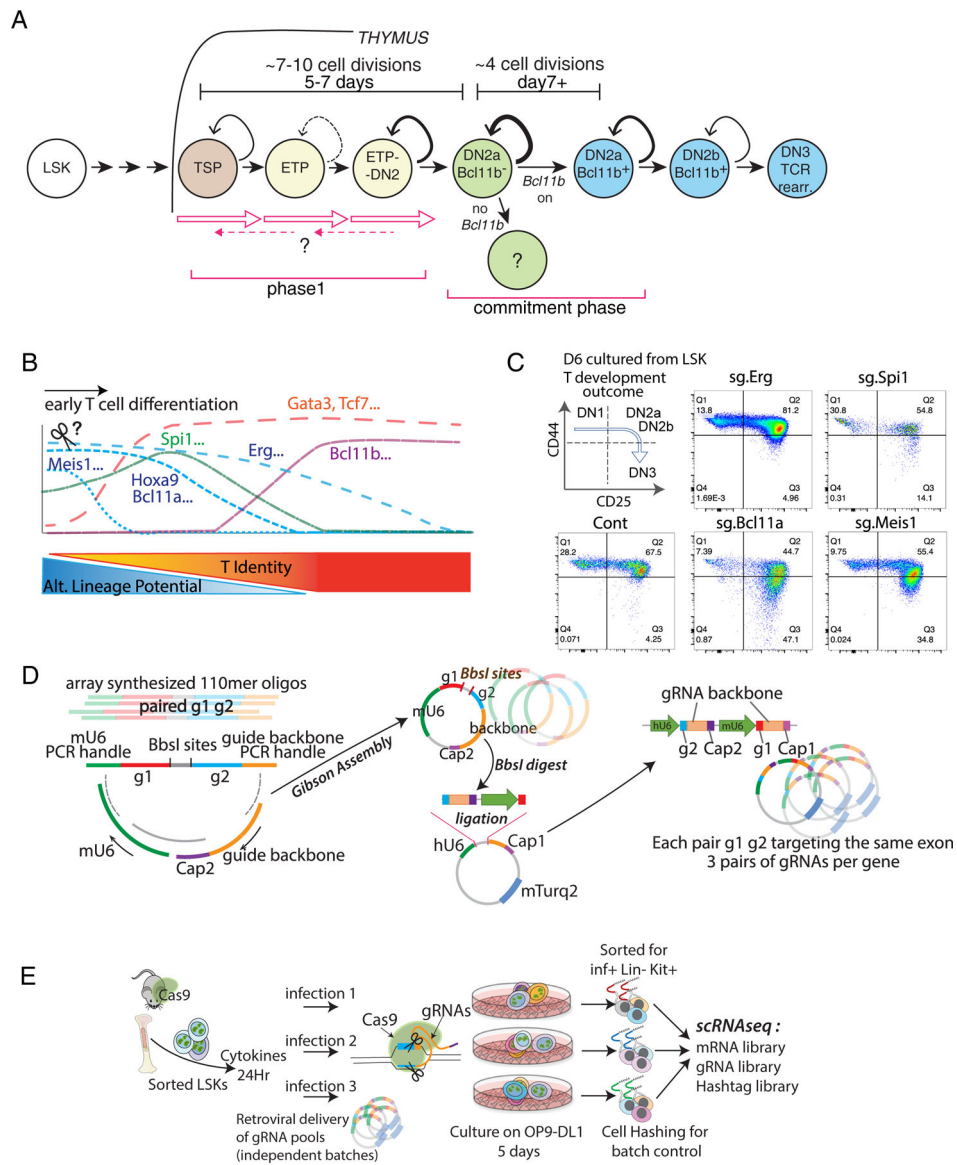 A
THYMUS
~7-10 cell divisions
5-7 days
~4 cell divisions
day7+
LSK
TSP
ETP
ETP-
-DN2
DN2a
Bcl11b-
Bcl11b
on
DN2a
Bcl11b+
DN2b
Bcl11b+
DN3
TCR
rearr.
no
Bcl11b
?
?
phase1
commitment phase
B
early T cell differentiation
?
Gata3, Tcf7...
Spi1...
Erg...
Bcl11b...
Meis1...
Hoxa9
Bcl11a...
T Identity
Alt. Lineage Potential
C
D6 cultured from LSK
T development
outcome
DN1
DN2a
DN2b
DN3
CD44
CD25
sg.Erg
Q1
13.8
Q2
81.2
Q4
1.69E-3
Q3
4.96
sg.Spi1
Q1
30.8
Q2
54.8
Q4
0.31
Q3
14.1
Cont
Q1
28.2
Q2
67.5
Q4
0.071
Q3
4.25
sg.Bcl11a
Q1
7.39
Q2
44.7
Q4
0.87
Q3
47.1
sg.Meis1
Q1
9.75
Q2
55.4
Q4
0.024
Q3
34.8
D
array synthesized 110mer oligos
paired g1 g2
mU6
PCR handle
BbsI sites
guide backbone
PCR handle
g1
g2
mU6
Cap2
guide backbone
Gibson Assembly
g1
BbsI sites
g2
mU6
backbone
Cap2
BbsI digest
ligation
hU6
Cap1
mTurq2
gRNA backbone
hU6
mU6
g2
Cap2
g1
Cap1
Each pair g1 g2 targeting the same exon
3 pairs of gRNAs per gene
E
Cas9
Sorted LSKs
Cytokines
24Hr
infection 1
infection 2
infection 3
Retroviral delivery
of gRNA pools
(independent batches)
Cas9
gRNAs
Culture on OP9-DL1
5 days
Sorted for
inf+ Lin- Kit+
Cell Hashing for
batch control
scRNAseq :
mRNA library
gRNA library
Hashtag library